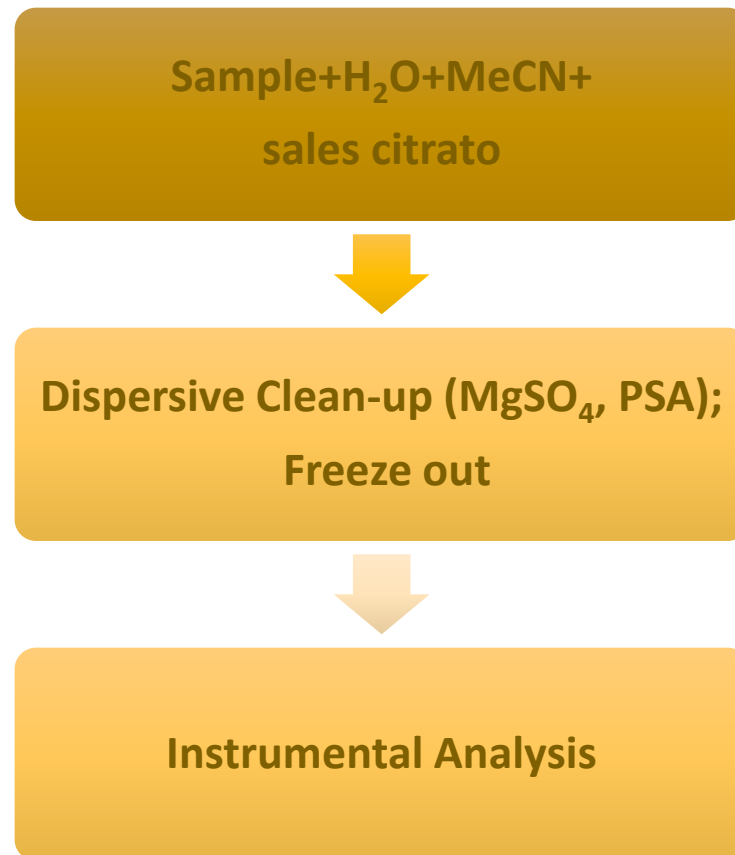 Sample+H₂O+MeCN+
sales citrato
Dispersive Clean-up (MgSO₄, PSA);
Freeze out
Instrumental Analysis